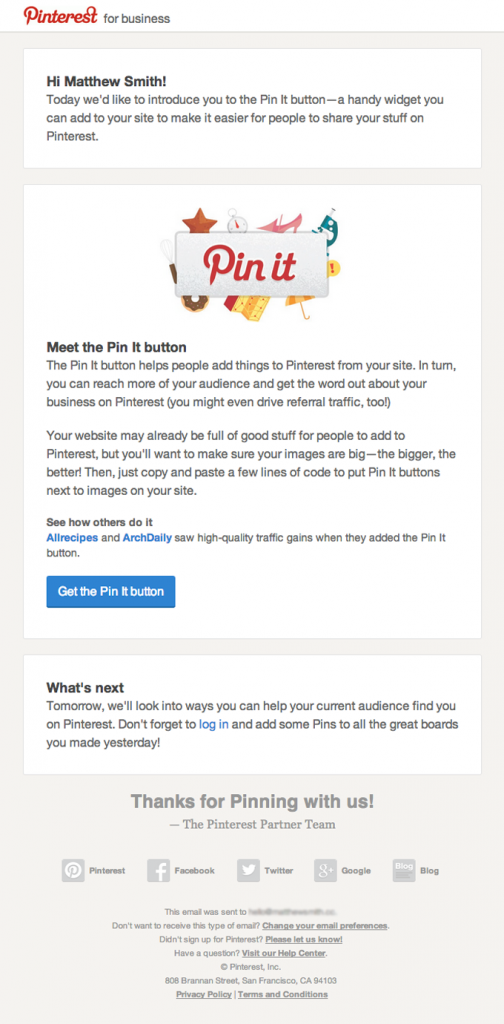 Pinterest for business
Hi Matthew Smith!
Today we'd like to introduce you to the Pin It button—a handy widget you
can add to your site to make it easier for people to share your stuff on
Pinterest.
Pin it
Meet the Pin It button
The Pin It button helps people add things to Pinterest from your site. In turn,
you can reach more of your audience and get the word out about your
business on Pinterest (you might even drive referral traffic, too!)
Your website may already be full of good stuff for people to add to
Pinterest, but you'll want to make sure your images are big—the bigger, the
better! Then, just copy and paste a few lines of code to put Pin It buttons
next to images on your site.
See how others do it
Allrecipes and ArchDaily saw high-quality traffic gains when they added the Pin It
button.
Get the Pin It button
What's next
Tomorrow, we'll look into ways you can help your current audience find you
on Pinterest. Don't forget to log in and add some Pins to all the great boards
you made yesterday!
Thanks for Pinning with us!
— The Pinterest Partner Team
Pinterest Facebook Twitter Google Blog Blog
This email was sent to
Don't want to receive this type of email? Change your email preferences.
Didn't sign up for Pinterest? Please let us know!
Have a question? Visit our Help Center.
© Pinterest, Inc.
808 Brannan Street, San Francisco, CA 94103
Privacy Policy | Terms and Conditions